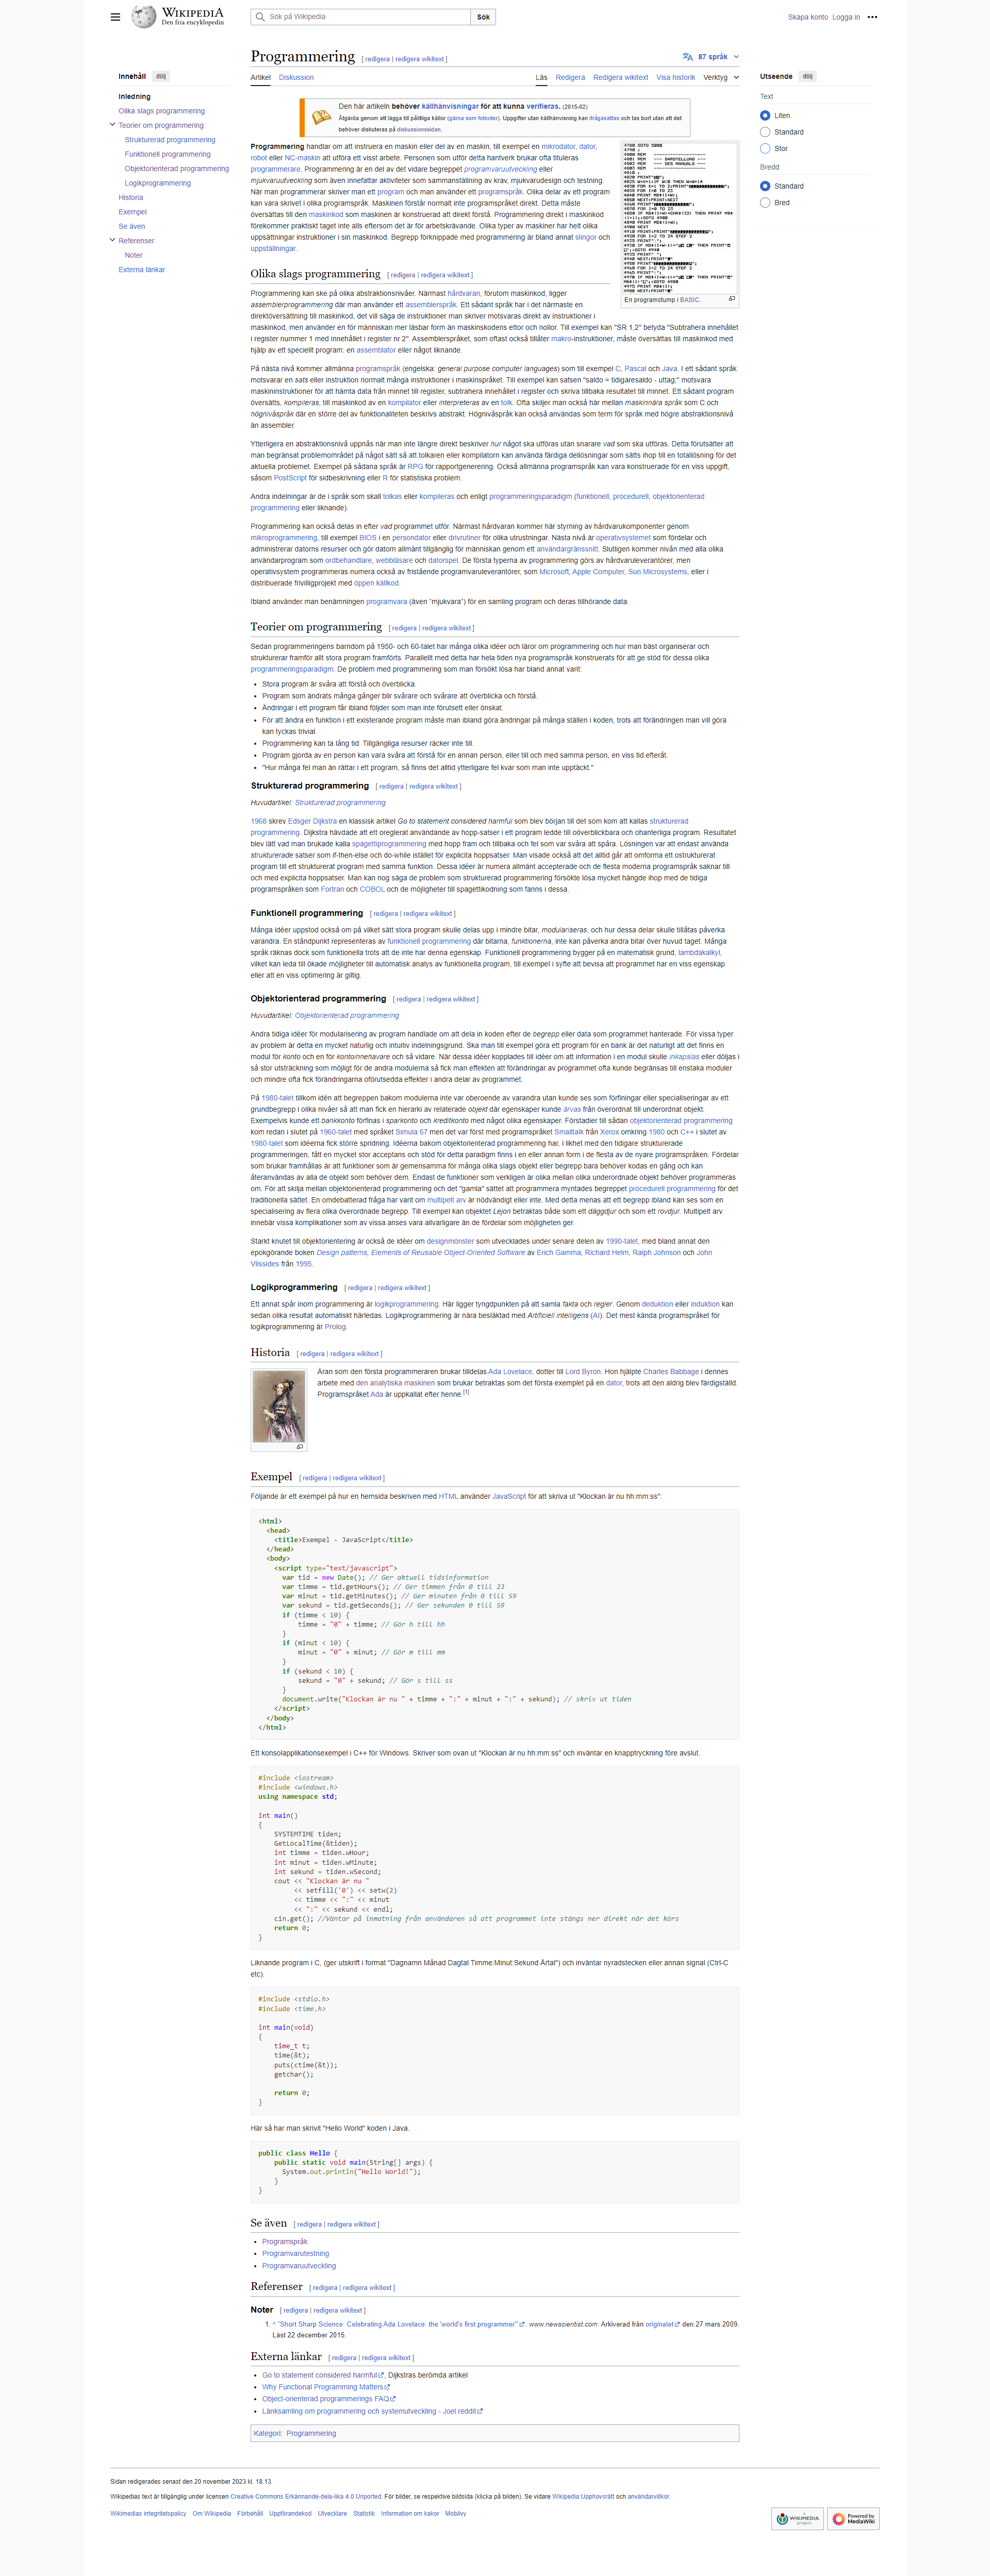 WIKIPEDIA
Den fria encyklopedin
Sök på Wikipedia
Sök
Skapa konto Logga in
Innehåll dölj
Inledning
Olika slags programmering
Teorier om programmering
Strukturerad programmering
Funktionell programmering
Objektorienterad programmering
Logikprogrammering
Historia
Exempel
Se även
Referenser
Noter
Externa länkar
Programmering [ redigera | redigera wikitext ]
87 språk
Artikel Diskussion
Läs Redigera Redigera wikitext Visa historik Verktyg
Utseende dölj
Text
Liten
Standard
Stor
Bredd
Standard
Bred
Den här artikeln behöver källhänvisningar för att kunna verifieras. (2015-02)
Åtgärda genom att lägga till pålitliga källor (gärna som fotnoter). Uppgifter utan källhänvisning kan ifrågasättas och tas bort utan att det
behöver diskuteras på diskussionssidan.
Programmering handlar om att instruera en maskin eller del av en maskin, till exempel en mikrodator, dator,
robot eller NC-maskin att utföra ett visst arbete. Personen som utför detta hantverk brukar ofta tituleras
programmerare. Programmering är en del av det vidare begreppet programvaruutveckling eller
mjukvaruutveckling som även innefattar aktiviteter som sammanställning av krav, mjukvarudesign och testning.
När man programmerar skriver man ett program och man använder ett programspråk. Olika delar av ett program
kan vara skrivet i olika programspråk. Maskinen förstår normalt inte programspråket direkt. Detta måste
översättas till den maskinkod som maskinen är konstruerad att direkt förstå. Programmering direkt i maskinkod
förekommer praktiskt taget inte alls eftersom det är för arbetskrävande. Olika typer av maskiner har helt olika
uppsättningar instruktioner i sin maskinkod. Begrepp förknippade med programmering är bland annat slingor och
uppställningar.
En programstump i BASIC.
Olika slags programmering [ redigera | redigera wikitext ]
Programmering kan ske på olika abstraktionsnivåer. Närmast hårdvaran, förutom maskinkod, ligger
assemblerprogrammering där man använder ett assemblerspråk. Ett sådant språk har i det närmaste en
direktöversättning till maskinkod, det vill säga de instruktioner man skriver motsvaras direkt av instruktioner i
maskinkod, men använder en för människan mer läsbar form än maskinskodens ettor och nollor. Till exempel kan "SR 1,2" betyda "Subtrahera innehållet
i register nummer 1 med innehållet i register nr 2". Assemblerspråket, som oftast också tillåter makro-instruktioner, måste översättas till maskinkod med
hjälp av ett speciellt program: en assemblator eller något liknande.
På nästa nivå kommer allmänna programspråk (engelska: general purpose computer languages) som till exempel C, Pascal och Java. I ett sådant språk
motsvarar en sats eller instruktion normalt många instruktioner i maskinspråket. Till exempel kan satsen "saldo = tidigaresaldo - uttag;" motsvara
maskininstruktioner för att hämta data från minnet till register, subtrahera innehållet i register och skriva tillbaka resultatet till minnet. Ett sådant program
översätts, kompileras, till maskinkod av en kompilator eller interpreteras av en tolk. Ofta skiljer man också här mellan maskinnära språk som C och
högnivåspråk där en större del av funktionaliteten beskrivs abstrakt. Högnivåspråk kan också användas som term för språk med högre abstraktionsnivå
än assembler.
Ytterligera en abstraktionsnivå uppnås när man inte längre direkt beskriver hur något ska utföras utan snarare vad som ska utföras. Detta förutsätter att
man begränsat problemområdet på något sätt så att tolkaren eller kompilatorn kan använda färdiga dellösningar som sätts ihop till en totallösning för det
aktuella problemet. Exempel på sådana språk är RPG för rapportgenerering. Också allmänna programspråk kan vara konstruerade för en viss uppgift,
såsom PostScript för sidbeskrivning eller R för statistiska problem.
Andra indelningar är de i språk som skall tolkas eller kompileras och enligt programmeringsparadigm (funktionell, procedurell, objektorienterad
programmering eller liknande).
Programmering kan också delas in efter vad programmet utför. Närmast hårdvaran kommer här styrning av hårdvarukomponenter genom
mikroprogrammering, till exempel BIOS i en persondator eller drivrutiner för olika utrustningar. Nästa nivå är operativsystemet som fördelar och
administrerar datorns resurser och gör datorn allmänt tillgänglig för människan genom ett användargränssnitt. Slutligen kommer nivån med alla olika
användarprogram som ordbehandlare, webbläsare och datorspel. De första typerna av programmering görs av hårdvaruleverantörer, men
operativsystem programmeras numera också av fristående programvaruleverantörer, som Microsoft, Apple Computer, Sun Microsystems, eller i
distribuerade frivilligprojekt med öppen källkod.
Ibland använder man benämningen programvara (även "mjukvara") för en samling program och deras tillhörande data.
Teorier om programmering [ redigera | redigera wikitext ]
Sedan programmeringens barndom på 1950- och 60-talet har många olika idéer och läror om programmering och hur man bäst organiserar och
strukturerar framför allt stora program framförts. Parallellt med detta har hela tiden nya programspråk konstruerats för att ge stöd för dessa olika
programmeringsparadigm. De problem med programmering som man försökt lösa har bland annat varit:
• Stora program är svåra att förstå och överblicka.
• Program som ändrats många gånger blir svårare och svårare att överblicka och förstå.
• Ändringar i ett program får ibland följder som man inte förutsett eller önskat.
• För att ändra en funktion i ett existerande program måste man ibland göra ändringar på många ställen i koden, trots att förändringen man vill göra
kan tyckas trivial.
• Programmering kan ta lång tid. Tillgängliga resurser räcker inte till.
• Program gjorda av en person kan vara svåra att förstå för en annan person, eller till och med samma person, en viss tid efteråt.
• "Hur många fel man än rättar i ett program, så finns det alltid ytterligare fel kvar som man inte upptäckt."
Strukturerad programmering [ redigera | redigera wikitext ]
Huvudartikel: Strukturerad programmering
1968 skrev Edsger Dijkstra en klassisk artikel Go to statement considered harmful som blev början till det som kom att kallas strukturerad
programmering. Dijkstra hävdade att ett oreglerat användande av hopp-satser i ett program ledde till oöverblickbara och ohanterliga program. Resultatet
blev lätt vad man brukade kalla spagettiprogrammering med hopp fram och tillbaka och fel som var svåra att spåra. Lösningen var att endast använda
strukturerade satser som if-then-else och do-while istället för explicita hoppsatser. Man visade också att det alltid går att omforma ett ostrukturerat
program till ett strukturerat program med samma funktion. Dessa idéer är numera allmänt accepterade och de flesta moderna programspråk saknar till
och med explicita hoppsatser. Man kan nog säga de problem som strukturerad programmering försökte lösa mycket hängde ihop med de tidiga
programspråken som Fortran och COBOL och de möjligheter till spagettikodning som fanns i dessa.
Funktionell programmering [ redigera | redigera wikitext ]
Många idéer uppstod också om på vilket sätt stora program skulle delas upp i mindre bitar, modulariseras, och hur dessa delar skulle tillåtas påverka
varandra. En ståndpunkt representeras av funktionell programmering där bitarna, funktionerna, inte kan påverka andra bitar över huvud taget. Många
språk räknas dock som funktionella trots att de inte har denna egenskap. Funktionell programmering bygger på en matematisk grund, lambdakalkyl,
vilket kan leda till ökade möjligheter till automatisk analys av funktionella program, till exempel i syfte att bevisa att programmet har en viss egenskap
eller att en viss optimering är giltig.
Objektorienterad programmering [ redigera | redigera wikitext ]
Huvudartikel: Objektorienterad programmering
Andra tidiga idéer för modularisering av program handlade om att dela in koden efter de begrepp eller data som programmet hanterade. För vissa typer
av problem är detta en mycket naturlig och intuitiv indelningsgrund. Ska man till exempel göra ett program för en bank är det naturligt att det finns en
modul för konto och en för kontoinnehavare och så vidare. När dessa idéer kopplades till idéer om att information i en modul skulle inkapslas eller döljas i
så stor utsträckning som möjligt för de andra modulerna så fick man effekten att förändringar av programmet ofta kunde begränsas till enstaka moduler
och mindre ofta fick förändringarna oförutsedda effekter i andra delar av programmet.
På 1980-talet tillkom idén att begreppen bakom modulerna inte var oberoende av varandra utan kunde ses som förfiningar eller specialiseringar av ett
grundbegrepp i olika nivåer så att man fick en hierarki av relaterade objekt där egenskaper kunde ärvas från överordnat till underordnat objekt.
Exempelvis kunde ett bankkonto förfinas i sparkonto och kreditkonto med något olika egenskaper. Förstadier till sådan objektorienterad programmering
kom redan i slutet på 1960-talet med språket Simula 67 men det var först med programspråket Smalltalk från Xerox omkring 1980 och C++ i slutet av
1980-talet som idéerna fick större spridning. Idéerna bakom objektorienterad programmering har, i likhet med den tidigare strukturerade
programmeringen, fått en mycket stor acceptans och stöd för detta paradigm finns i en eller annan form i de flesta av de nyare programspråken. Fördelar
som brukar framhållas är att funktioner som är gemensamma för många olika slags objekt eller begrepp bara behöver kodas en gång och kan
återanvändas av alla de objekt som behöver dem. Endast de funktioner som verkligen är olika mellan olika underordnade objekt behöver programmeras
om. För att skilja mellan objektorienterad programmering och det "gamla" sättet att programmera myntades begreppet procedurell programmering för det
traditionella sättet. En omdebatterad fråga har varit om multipelt arv är nödvändigt eller inte. Med detta menas att ett begrepp ibland kan ses som en
specialisering av flera olika överordnade begrepp. Till exempel kan objektet Lejon betraktas både som ett däggdjur och som ett rovdjur. Multipelt arv
innebär vissa komplikationer som av vissa anses vara allvarligare än de fördelar som möjligheten ger.
Starkt knutet till objektorientering är också de idéer om designmönster som utvecklades under senare delen av 1990-talet, med bland annat den
epokgörande boken Design patterns, Elements of Reusable Object-Oriented Software av Erich Gamma, Richard Helm, Ralph Johnson och John
Vlissides från 1995.
Logikprogrammering [ redigera | redigera wikitext ]
Ett annat spår inom programmering är logikprogrammering. Här ligger tyngdpunkten på att samla fakta och regler. Genom deduktion eller induktion kan
sedan olika resultat automatiskt härledas. Logikprogrammering är nära besläktad med Artificiell intelligens (AI). Det mest kända programspråket för
logikprogrammering är Prolog.
Historia [ redigera | redigera wikitext ]
Äran som den första programmeraren brukar tilldelas Ada Lovelace, dotter till Lord Byron. Hon hjälpte Charles Babbage i dennes
arbete med den analytiska maskinen som brukar betraktas som det första exemplet på en dator, trots att den aldrig blev färdigställd.
Programspråket Ada är uppkallat efter henne.[1]
Exempel [ redigera | redigera wikitext ]
Följande är ett exempel på hur en hemsida beskriven med HTML använder JavaScript för att skriva ut "Klockan är nu hh:mm:ss":
<html>
<head>
<title>Exempel - JavaScript</title>
</head>
<body>
<script type="text/javascript">
var tid = new Date(); // Ger aktuell tidsinformation
var timme = tid.getHours(); // Ger timmen från 0 till 23
var minut = tid.getMinutes(); // Ger minuten från 0 till 59
var sekund = tid.getSeconds(); // Ger sekunden 0 till 59
if (timme < 10) {
timme = "0" + timme; // Gör h till hh
}
if (minut < 10) {
minut = "0" + minut; // Gör m till mm
}
if (sekund < 10) {
sekund = "0" + sekund; // Gör s till ss
}
document.write("Klockan är nu " + timme + ":" + minut + ":" + sekund); // skriv ut tiden
</script>
</body>
</html>
Ett konsolapplikationsexempel i C++ för Windows. Skriver som ovan ut "Klockan är nu hh:mm:ss" och inväntar en knapptryckning före avslut.
#include <iostream>
#include <windows.h>
using namespace std;
int main()
{
SYSTEMTIME tiden;
GetLocalTime(&tiden);
int timme = tiden.wHour;
int minut = tiden.wMinute;
int sekund = tiden.wSecond;
cout << "Klockan är nu "
<< setfill('0') << setw(2)
<< timme << ":" << minut
<< ":" << sekund << endl;
cin.get(); //Väntar på inmatning från användaren så att programmet inte stängs ner direkt när det körs
return 0;
}
Liknande program i C, (ger utskrift i format "Dagnamn Månad Dagtal Timme:Minut:Sekund Årtal") och inväntar nyradstecken eller annan signal (Ctrl-C
etc).
#include <stdio.h>
#include <time.h>
int main(void)
{
time_t t;
time(&t);
puts(ctime(&t));
getchar();
return 0;
}
Här så har man skrivit "Hello World" koden i Java.
public class Hello {
public static void main(String[] args) {
System.out.println("Hello World!");
}
}
Se även [ redigera | redigera wikitext ]
• Programspråk
• Programvarutestning
• Programvaruutveckling
Referenser [ redigera | redigera wikitext ]
Noter [ redigera | redigera wikitext ]
1. ^ "Short Sharp Science: Celebrating Ada Lovelace: the 'world's first programmer'". www.newscientist.com. Arkiverad från originalet den 27 mars 2009.
Läst 22 december 2015.
Externa länkar [ redigera | redigera wikitext ]
• Go to statement considered harmful, Dijkstras berömda artikel
• Why Functional Programming Matters
• Object-orienterad programmerings FAQ
• Länksamling om programmering och systemutveckling - Joel.reddit
Kategori: Programmering
Sidan redigerades senast den 20 november 2023 kl. 18.13.
Wikipedias text är tillgänglig under licensen Creative Commons Erkännande-dela-lika 4.0 Unported. För bilder, se respektive bildsida (klicka på bilden). Se vidare Wikipedia:Upphovsrätt och användarvillkor.
Wikimedias integritetspolicy Om Wikipedia Förbehåll Uppförandekod Utvecklare Statistik Information om kakor Mobilvy
A WIKIMEDIA project
Powered by MediaWiki